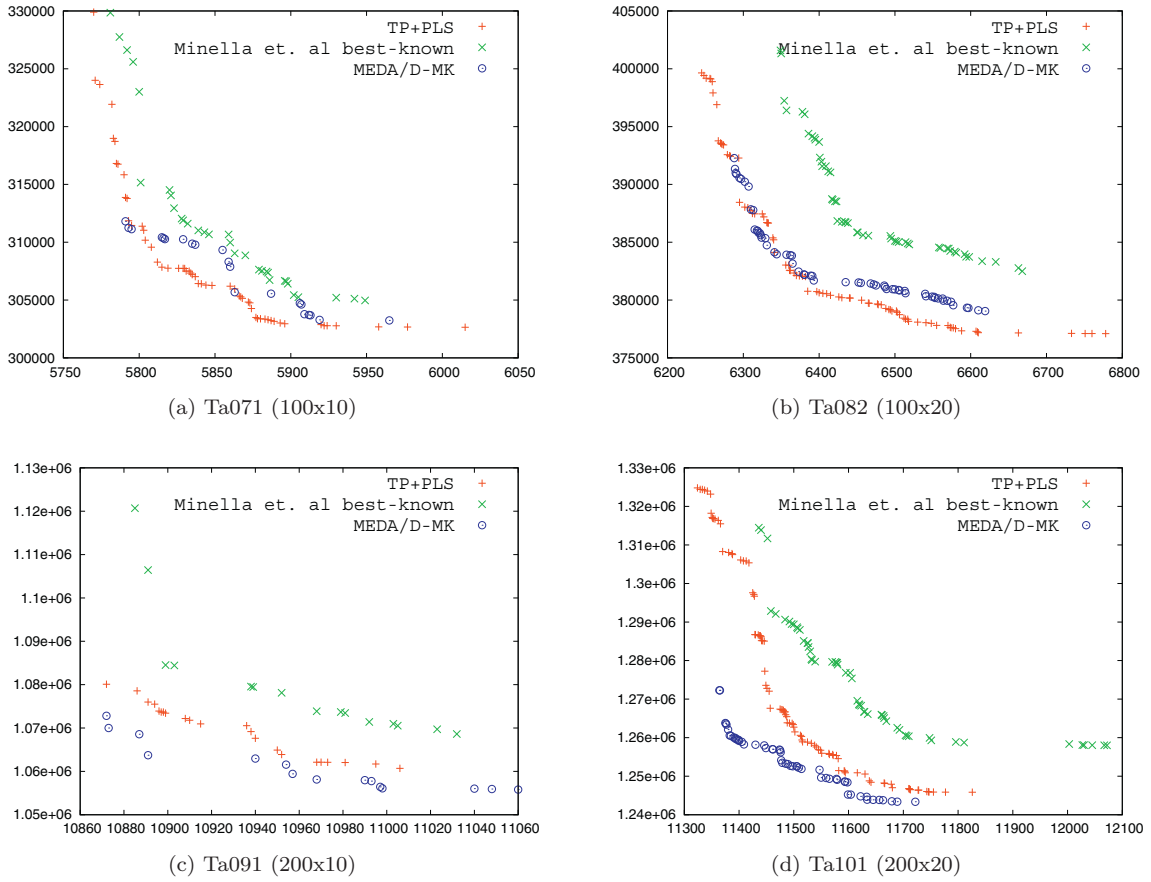 330000
325000
320000
315000
310000
305000
300000
5750 5800 5850 5900 5950 6000 6050
TP+PLS
Minella et. al best-known
MEDA/D-MK
(a) Ta071 (100x10)
405000
400000
395000
390000
385000
380000
375000
6200 6300 6400 6500 6600 6700 6800
TP+PLS
Minella et. al best-known
MEDA/D-MK
(b) Ta082 (100x20)
1.13e+06
1.12e+06
1.11e+06
1.1e+06
1.09e+06
1.08e+06
1.07e+06
1.06e+06
1.05e+06
10860 10880 10900 10920 10940 10960 10980 11000 11020 11040 11060
TP+PLS
Minella et. al best-known
MEDA/D-MK
(c) Ta091 (200x10)
1.33e+06
1.32e+06
1.31e+06
1.3e+06
1.29e+06
1.28e+06
1.27e+06
1.26e+06
1.25e+06
1.24e+06
11300 11400 11500 11600 11700 11800 11900 12000 12100
TP+PLS
Minella et. al best-known
MEDA/D-MK
(d) Ta101 (200x20)